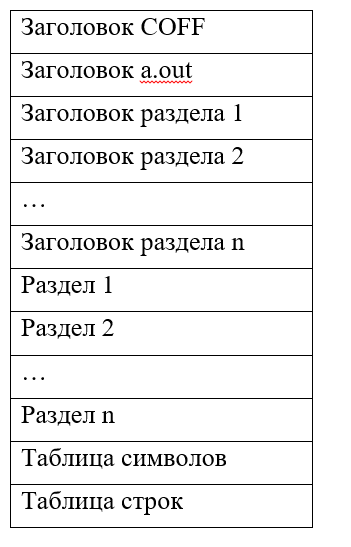 Заголовок COFF
Заголовок a.out
Заголовок раздела 1
Заголовок раздела 2
…
Заголовок раздела n
Раздел 1
Раздел 2
…
Раздел n
Таблица символов
Таблица строк